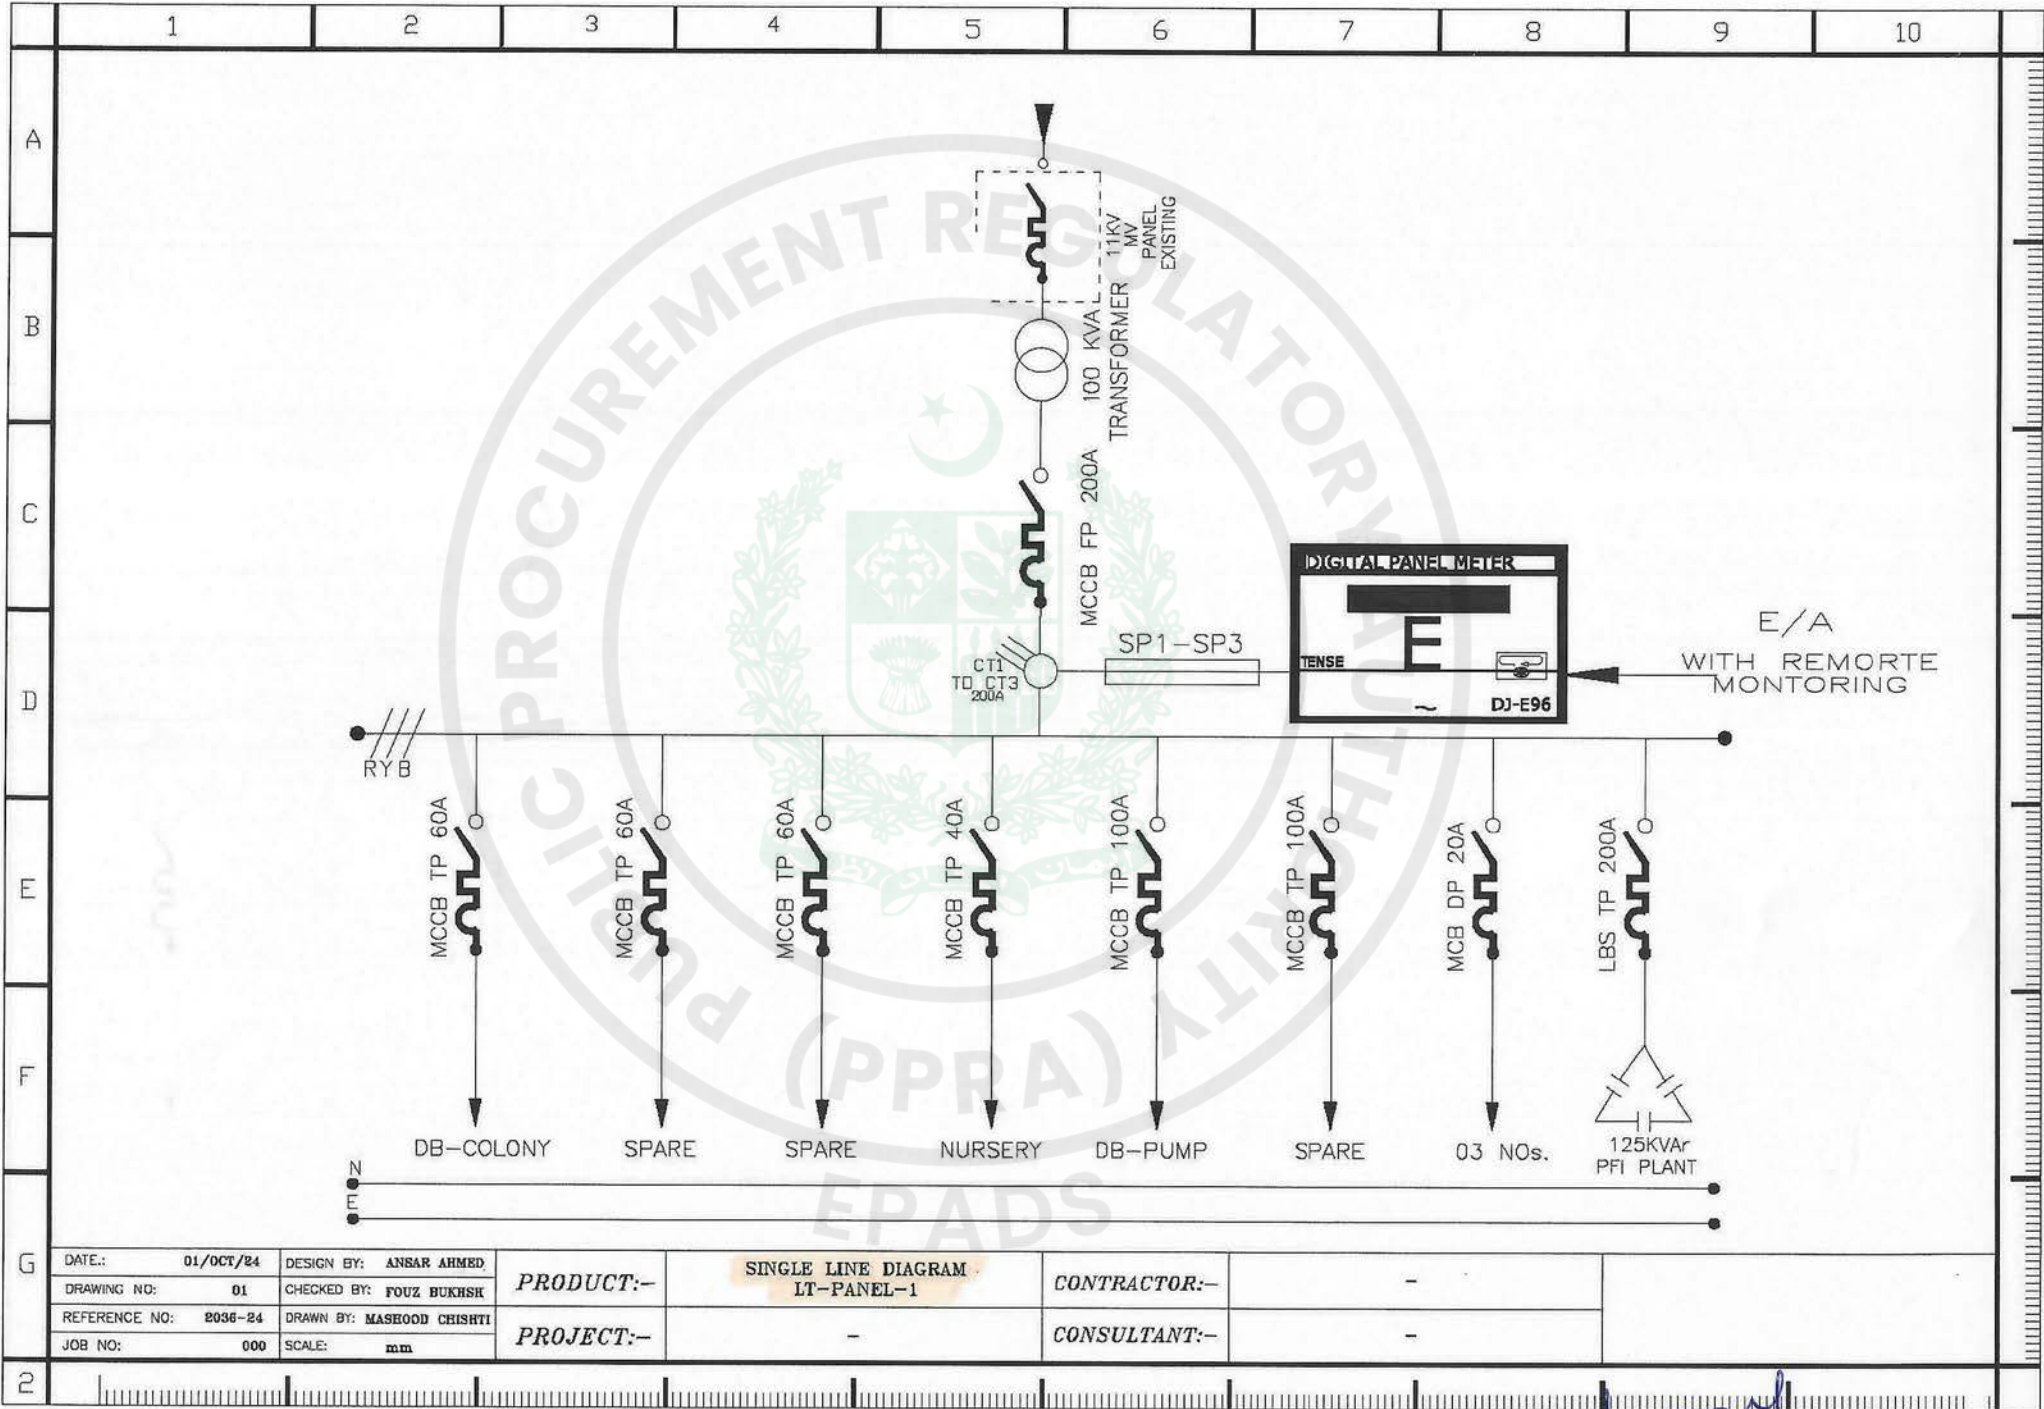 1 2 3 4 5 6 7 8 9 10
A
B
C
D
E
F
G
2
PUBLIC PROCUREMENT REGULATORY AUTHORITY
(PPRA)
EPADS
11KV
MV
PANEL
EXISTING
100 KVA
TRANSFORMER
MCCB FP 200A
CT1
TO CT3
200A
SP1-SP3
DIGITAL PANEL METER
E
TENSE
~
DJ-E96
E/A
WITH REMORTE
MONTORING
RYB
MCCB TP 60A
MCCB TP 60A
MCCB TP 60A
MCCB TP 40A
MCCB TP 100A
MCCB TP 100A
MCB DP 20A
LBS TP 200A
DB-COLONY
SPARE
SPARE
NURSERY
DB-PUMP
SPARE
03 NOs.
125KVAr
PFI PLANT
N
E
DATE.: 01/OCT/24
DRAWING NO: 01
REFERENCE NO: 2036-24
JOB NO: 000
DESIGN BY: ANSAR AHMED
CHECKED BY: FOUZ BUKHSH
DRAWN BY: MASHOOD CHISHTI
SCALE: mm
PRODUCT:-
SINGLE LINE DIAGRAM
LT-PANEL-1
PROJECT:- -
CONTRACTOR:- -
CONSULTANT:- -